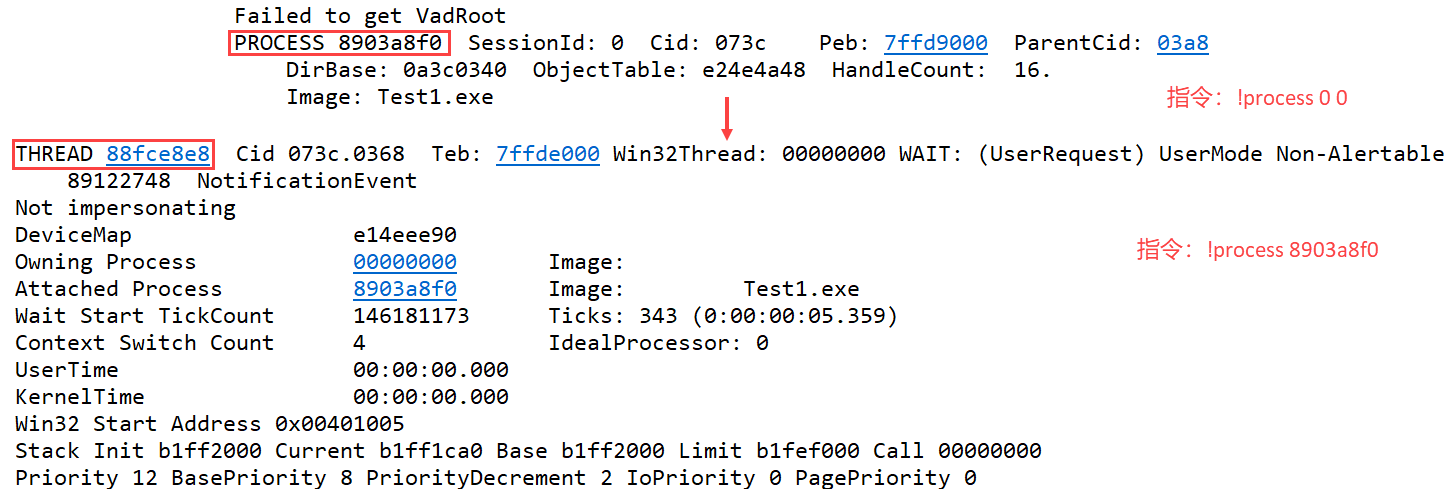 Failed to get VadRoot
PROCESS 8903a8f0 SessionId: 0 Cid: 073c Peb: 7ffd9000 ParentCid: 03a8
DirBase: 0a3c0340 ObjectTable: e24e4a48 HandleCount: 16.
Image: Test1.exe
指令：!process 0 0
THREAD 88fce8e8 Cid 073c.0368 Teb: 7ffde000 Win32Thread: 00000000 WAIT: (UserRequest) UserMode Non-Alertable
89122748 NotificationEvent
Not impersonating
DeviceMap e14eee90
指令：!process 8903a8f0
Owning Process 00000000 Image:
Attached Process 8903a8f0 Image: Test1.exe
Wait Start TickCount 146181173 Ticks: 343 (0:00:00:05.359)
Context Switch Count 4 IdealProcessor: 0
UserTime 00:00:00.000
KernelTime 00:00:00.000
Win32 Start Address 0x00401005
Stack Init b1ff2000 Current b1ff1ca0 Base b1ff2000 Limit b1fef000 Call 00000000
Priority 12 BasePriority 8 PriorityDecrement 2 IoPriority 0 PagePriority 0